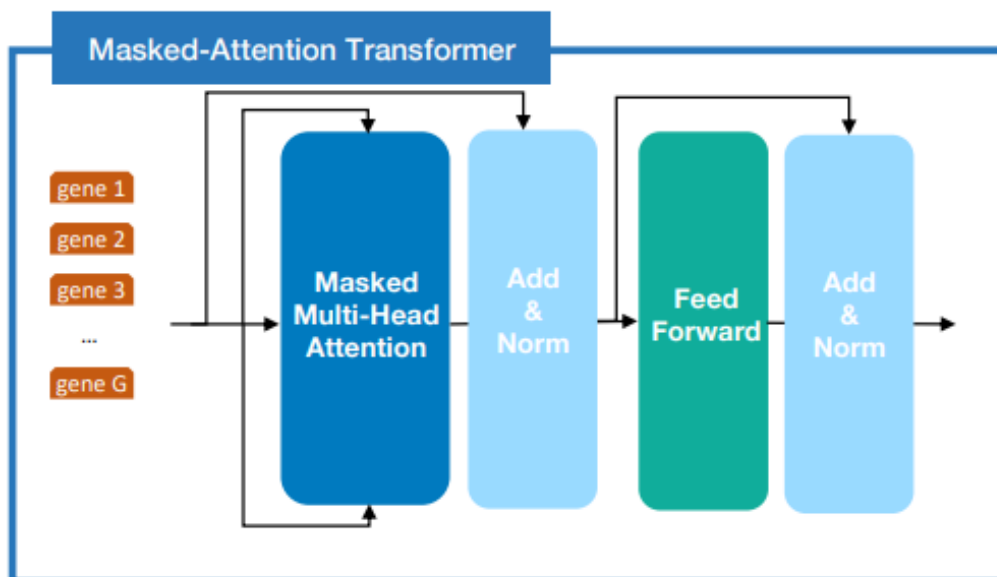 Masked-Attention Transformer
gene 1
gene 2
gene 3
...
gene G
Masked
Multi-Head
Attention
Add
&
Norm
Feed
Forward
Add
&
Norm